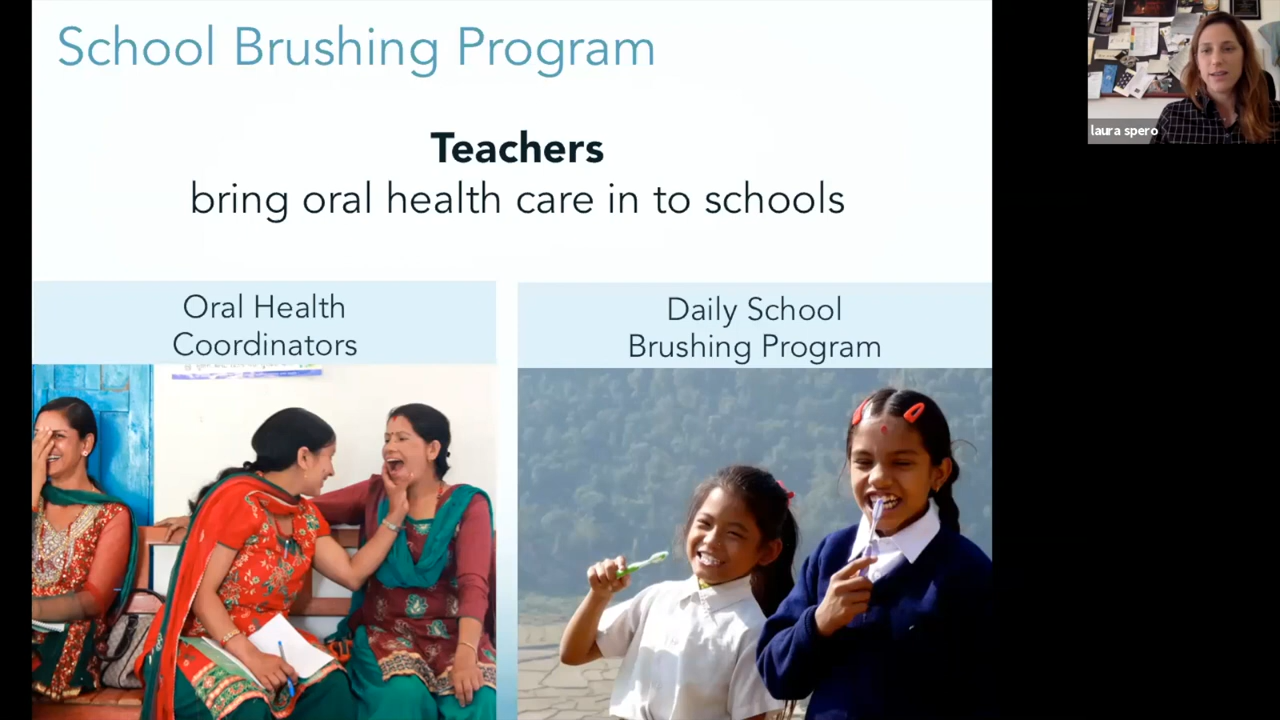 School Brushing Program
laura spero
Teachers
bring oral health care in to schools
Oral Health
Coordinators
Daily School
Brushing Program